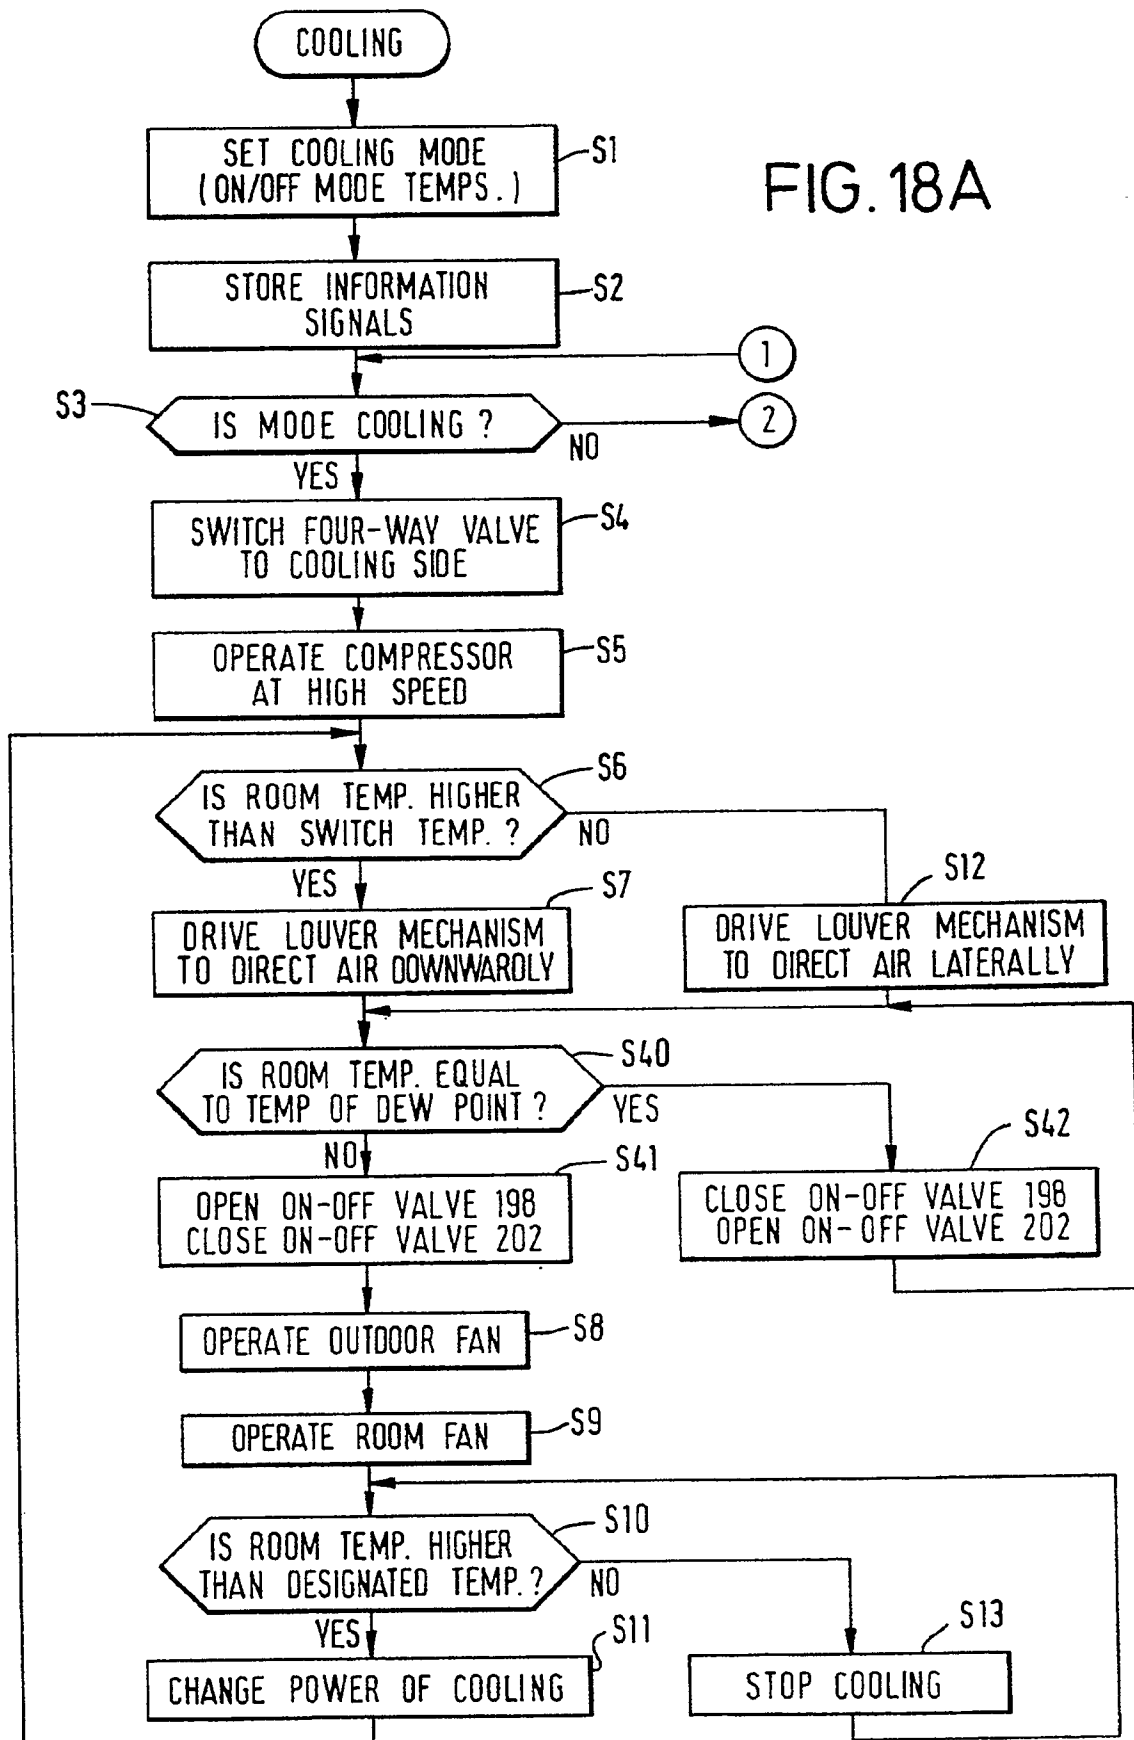 COOLING
SET COOLING MODE
(ON/OFF MODE TEMPS.)
S1
FIG.18A
STORE INFORMATION
SIGNALS
S2
1
S3
IS MODE COOLING ?
NO
2
YES
SWITCH FOUR-WAY VALVE
TO COOLING SIDE
S4
OPERATE COMPRESSOR
AT HIGH SPEED
S5
IS ROOM TEMP. HIGHER
THAN SWITCH TEMP. ?
S6
NO
YES
DRIVE LOUVER MECHANISM
TO DIRECT AIR DOWNWARDLY
S7
DRIVE LOUVER MECHANISM
TO DIRECT AIR LATERALLY
S12
IS ROOM TEMP. EQUAL
TO TEMP OF DEW POINT ?
S40
YES
NO
OPEN ON-OFF VALVE 198
CLOSE ON-OFF VALVE 202
S41
CLOSE ON-OFF VALVE 198
OPEN ON-OFF VALVE 202
S42
OPERATE OUTDOOR FAN
S8
OPERATE ROOM FAN
S9
IS ROOM TEMP. HIGHER
THAN DESIGNATED TEMP. ?
S10
NO
YES
CHANGE POWER OF COOLING
S11
STOP COOLING
S13